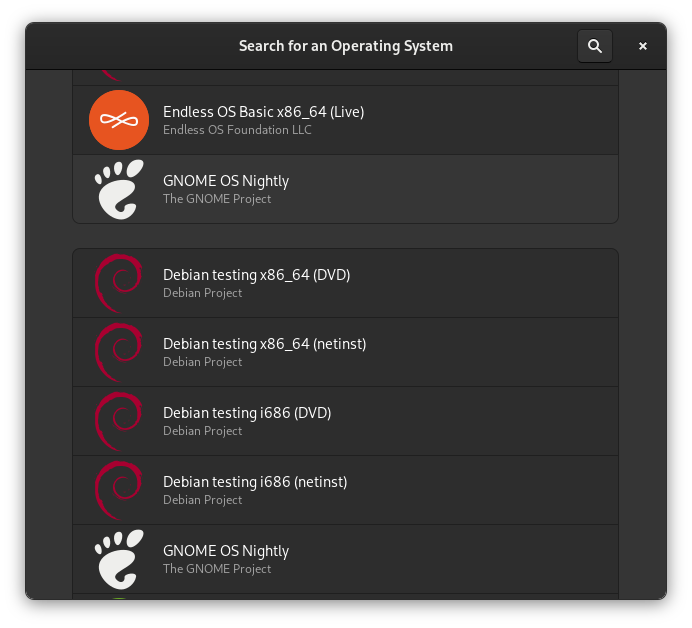 Search for an Operating System
Endless OS Basic x86_64 (Live)
Endless OS Foundation LLC
GNOME OS Nightly
The GNOME Project
Debian testing x86_64 (DVD)
Debian Project
Debian testing x86_64 (netinst)
Debian Project
Debian testing i686 (DVD)
Debian Project
Debian testing i686 (netinst)
Debian Project
GNOME OS Nightly
The GNOME Project